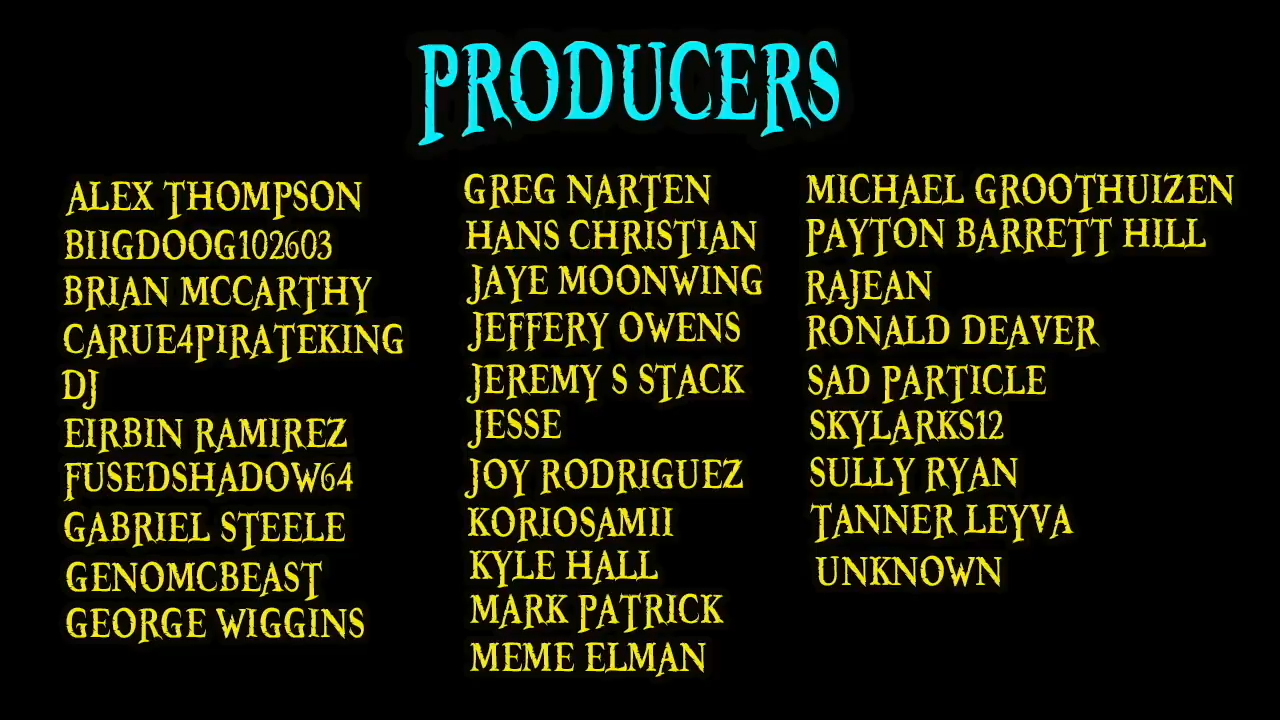 PRODUCERS
ALEX THOMPSON
BIIGDOOG102603
BRIAN MCCARTHY
CARUE4PIRATEKING
DJ
EIRBIN RAMIREZ
FUSEDSHADOW64
GABRIEL STEELE
GENOMCBEAST
GEORGE WIGGINS
GREG NARTEN
HANS CHRISTIAN
JAYE MOONWING
JEFFERY OWENS
JEREMY S STACK
JESSE
JOY RODRIGUEZ
KORIOSAMII
KYLE HALL
MARK PATRICK
MEME ELMAN
MICHAEL GROOTHUIZEN
PAYTON BARRETT HILL
RAJEAN
RONALD DEAVER
SAD PARTICLE
SKYLARKS12
SULLY RYAN
TANNER LEYVA
UNKNOWN